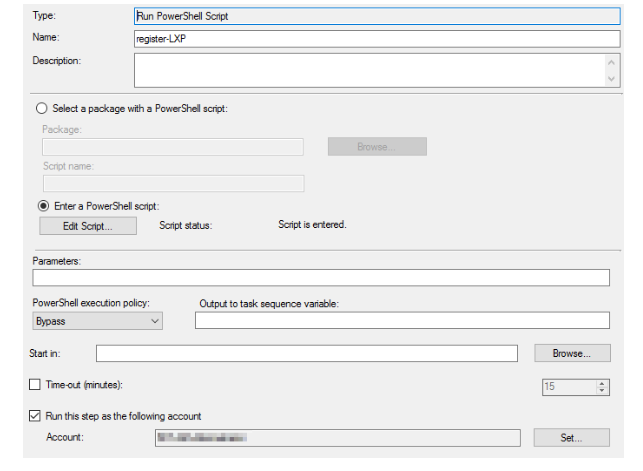 Type: Run PowerShell Script
Name: register-LXP
Description:
Select a package with a PowerShell script:
Package:
Browse...
Script name:
Enter a PowerShell script:
Edit Script... Script status: Script is entered.
Parameters:
PowerShell execution policy: Output to task sequence variable:
Bypass
Start in: Browse...
Time-out (minutes): 15
Run this step as the following account
Account: Set...